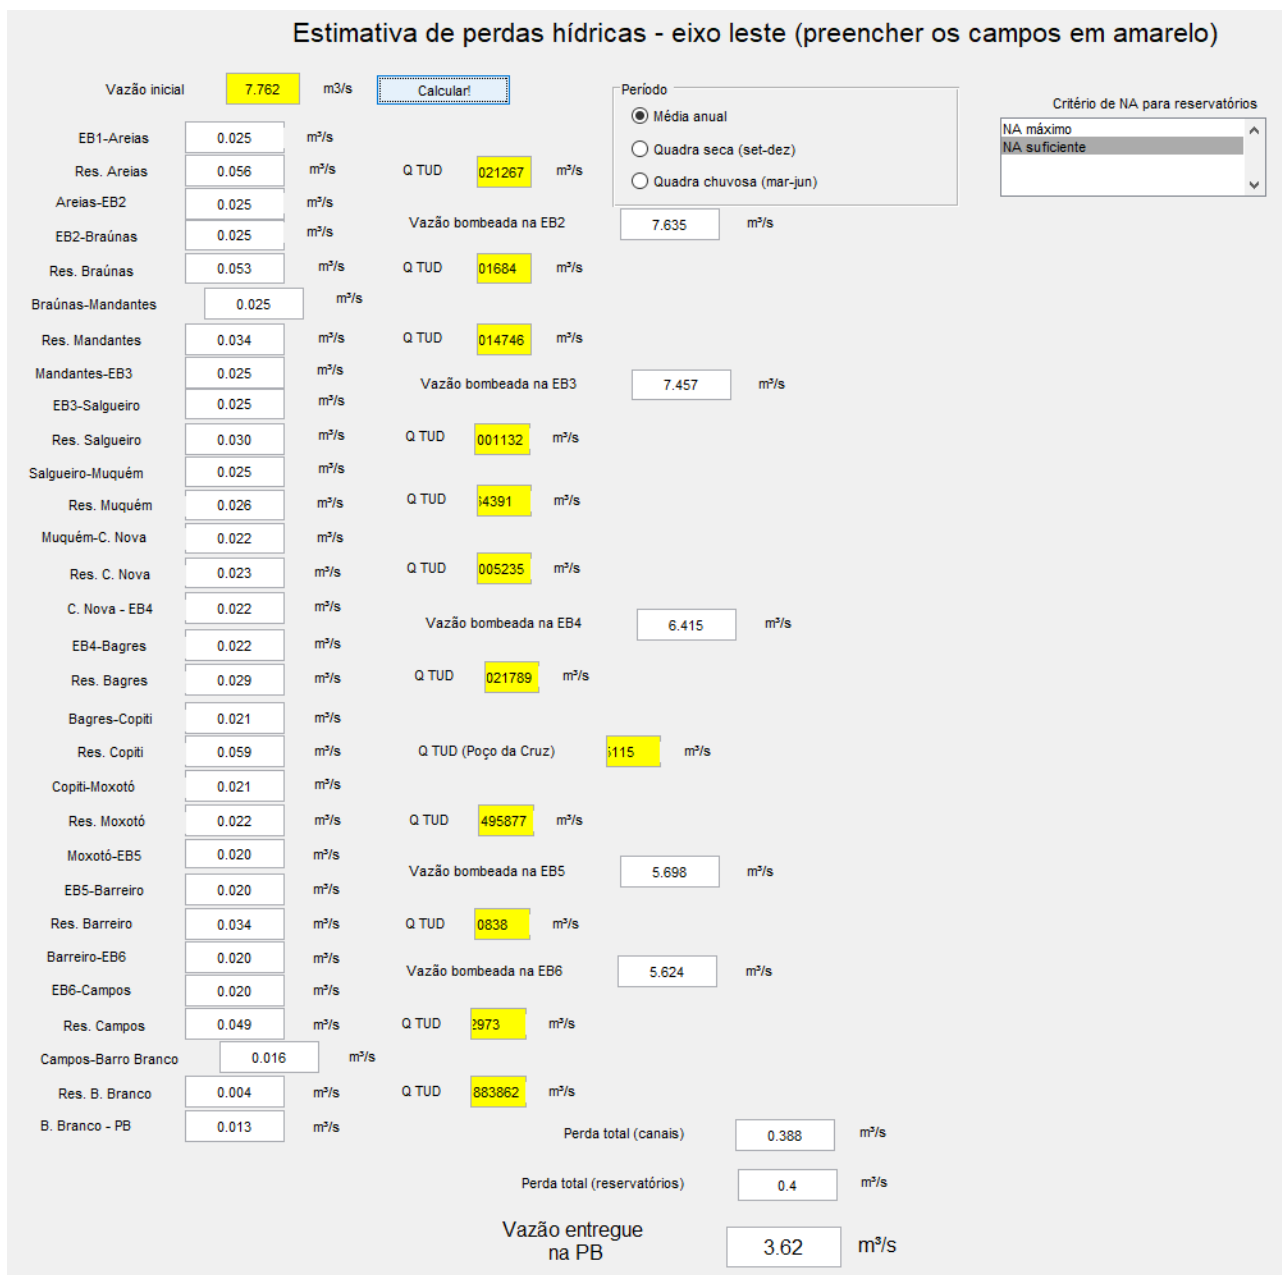 Estimativa de perdas hídricas - eixo leste (preencher os campos em amarelo)
Vazão inicial 7.762 m3/s Calcular!
Período
Média anual
Quadra seca (set-dez)
Quadra chuvosa (mar-jun)
Critério de NA para reservatórios
NA máximo
NA suficiente
EB1-Areias 0.025 m³/s
Res. Areias 0.056 m³/s Q TUD 021267 m³/s
Areias-EB2 0.025 m³/s
Vazão bombeada na EB2 7.635 m³/s
EB2-Braúnas 0.025 m³/s
Res. Braúnas 0.053 m³/s Q TUD 01684 m³/s
Braúnas-Mandantes 0.025 m³/s
Res. Mandantes 0.034 m³/s Q TUD 014746 m³/s
Mandantes-EB3 0.025 m³/s
Vazão bombeada na EB3 7.457 m³/s
EB3-Salgueiro 0.025 m³/s
Res. Salgueiro 0.030 m³/s Q TUD 001132 m³/s
Salgueiro-Muquém 0.025 m³/s
Res. Muquém 0.026 m³/s Q TUD 4391 m³/s
Muquém-C. Nova 0.022 m³/s
Res. C. Nova 0.023 m³/s Q TUD 005235 m³/s
C. Nova - EB4 0.022 m³/s
Vazão bombeada na EB4 6.415 m³/s
EB4-Bagres 0.022 m³/s
Res. Bagres 0.029 m³/s Q TUD 021789 m³/s
Bagres-Copiti 0.021 m³/s
Res. Copiti 0.059 m³/s Q TUD (Poço da Cruz) 115 m³/s
Copiti-Moxotó 0.021 m³/s
Res. Moxotó 0.022 m³/s Q TUD 495877 m³/s
Moxotó-EB5 0.020 m³/s
Vazão bombeada na EB5 5.698 m³/s
EB5-Barreiro 0.020 m³/s
Res. Barreiro 0.034 m³/s Q TUD 0838 m³/s
Barreiro-EB6 0.020 m³/s
Vazão bombeada na EB6 5.624 m³/s
EB6-Campos 0.020 m³/s
Res. Campos 0.049 m³/s Q TUD 2973 m³/s
Campos-Barro Branco 0.016 m³/s
Res. B. Branco 0.004 m³/s Q TUD 883862 m³/s
B. Branco - PB 0.013 m³/s
Perda total (canais) 0.388 m³/s
Perda total (reservatórios) 0.4 m³/s
Vazão entregue
na PB 3.62 m³/s